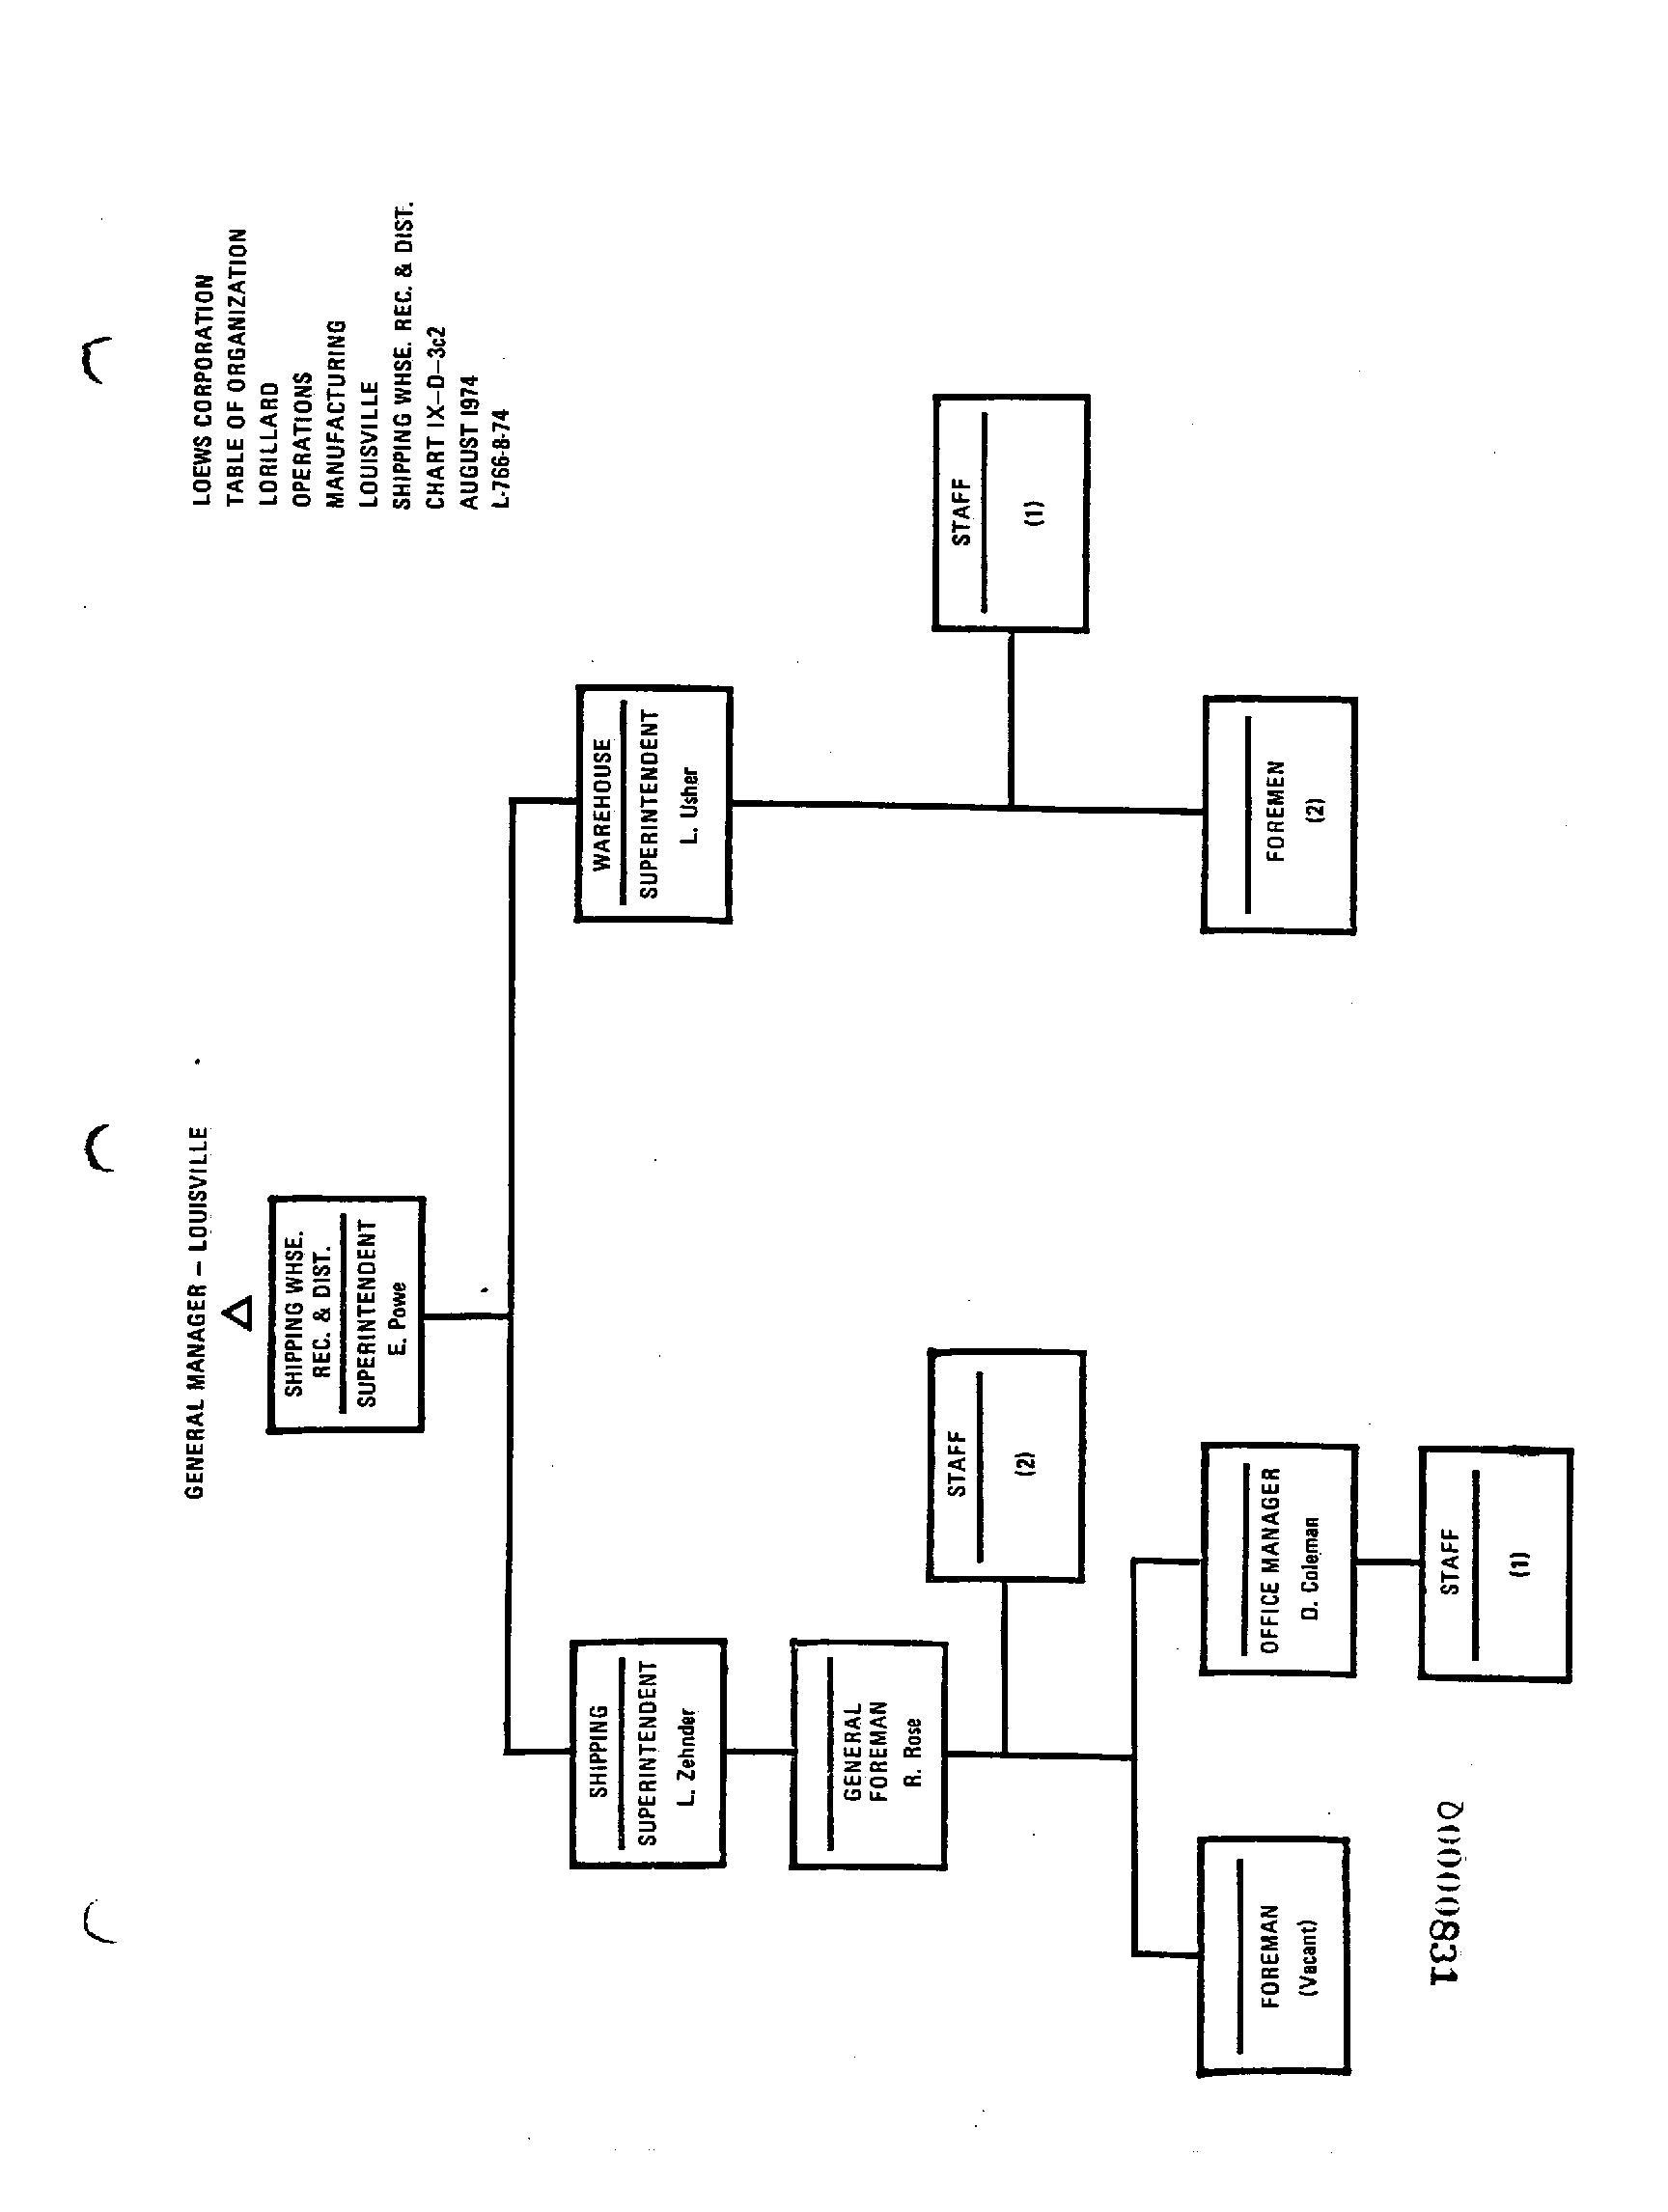 LOEWS CORPORATION
TABLE OF ORGANIZATION
LORILLARD
OPERATIONS
MANUFACTURING
LOUISVILLE
SHIPPING WHSE. REC. & DIST.
CHART IX-D-3c2
AUGUST 1974
L-766-8-74
GENERAL MANAGER – LOUISVILLE
SHIPPING WHSE.
REC. & DIST.
SUPERINTENDENT
E. Powe
SHIPPING
SUPERINTENDENT
L. Zehnder
WAREHOUSE
SUPERINTENDENT
L. Usher
GENERAL
FOREMAN
R. Rose
STAFF
(2)
STAFF
(1)
FOREMAN
(Vacant)
OFFICE MANAGER
D. Coleman
FOREMEN
(2)
STAFF
(1)